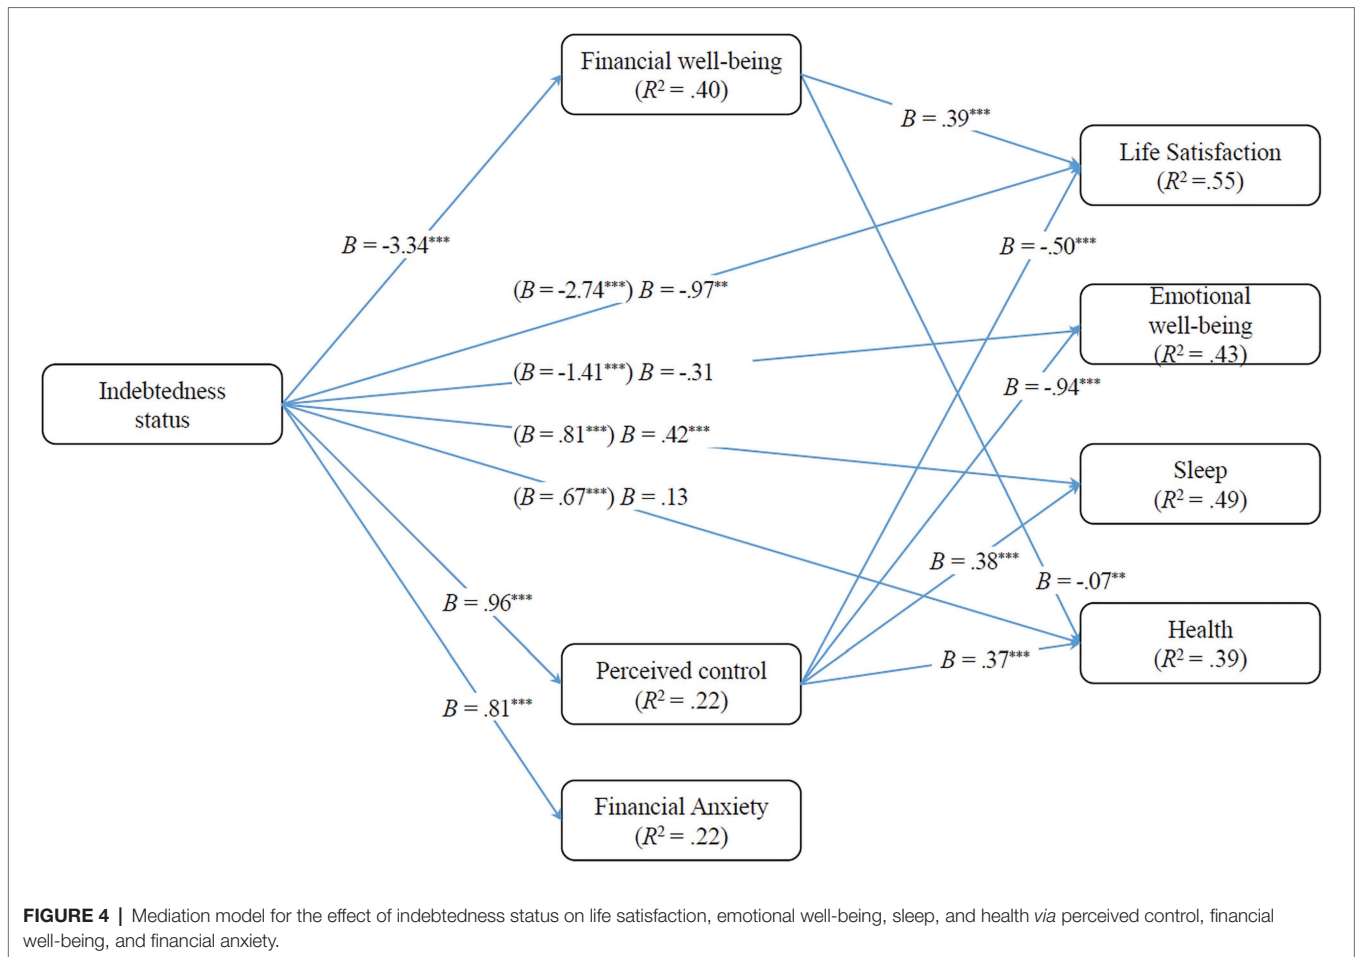 Financial well-being
(R² = .40)
B = .39***
Life Satisfaction
(R² =.55)
B = -3.34***
B = -.50***
(B = -2.74***) B = -.97**
Emotional
well-being
(R² = .43)
(B = -1.41***) B = -.31
Indebtedness
status
B = -.94***
(B = .81***) B = .42***
Sleep
(R² = .49)
(B = .67***) B = .13
B = .38***
B = -.07**
B = .96***
Health
(R² = .39)
B = .37***
Perceived control
(R² = .22)
B = .81***
Financial Anxiety
(R² = .22)
FIGURE 4 | Mediation model for the effect of indebtedness status on life satisfaction, emotional well-being, sleep, and health via perceived control, financial
well-being, and financial anxiety.